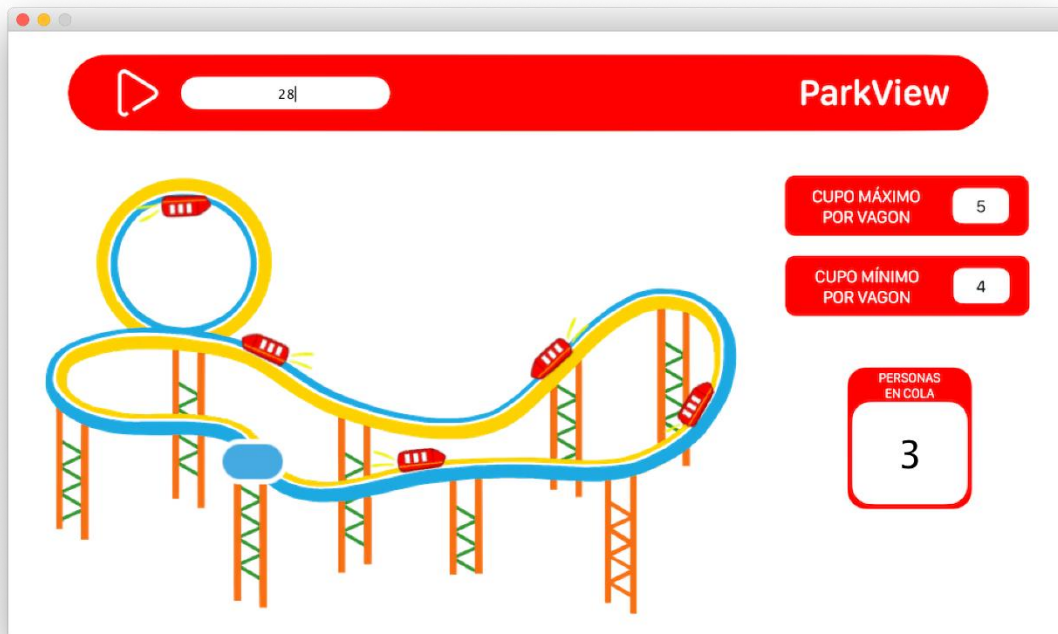 28
ParkView
CUPO MÁXIMO
POR VAGON
5
CUPO MÍNIMO
POR VAGON
4
PERSONAS
EN COLA
3